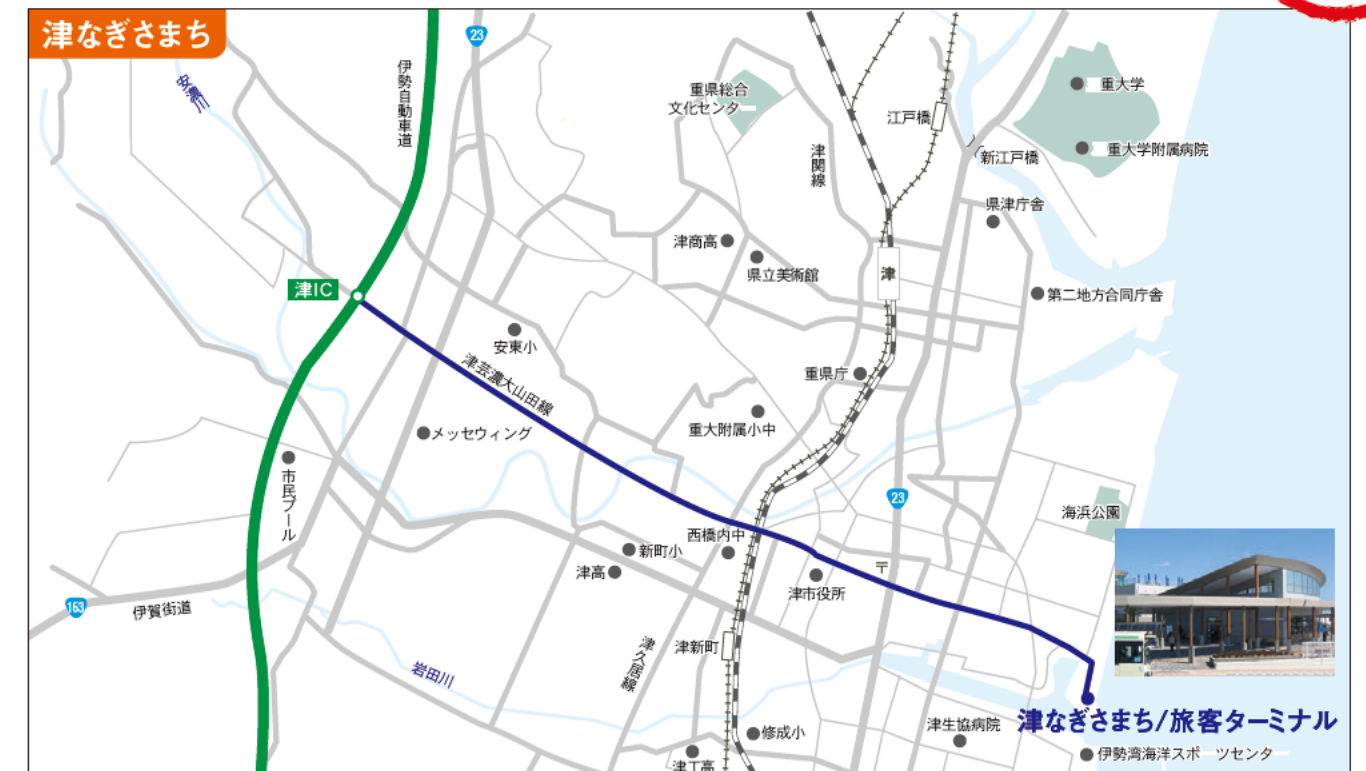 津なぎさまち
安濃川
伊勢自動車道
23
重県総合
文化センタ
津関線
江戸橋
新江戸橋
重大学
重大学附属病院
県津庁舎
津商高
県立美術館
津
第二地方合同庁舎
津IC
安東小
津芸濃大山田線
重県庁
メッセウィング
重大附属小中
市民プール
23
海浜公園
西橋内中
新町小
津高
津市役所
〒
163
伊賀街道
岩田川
津久居線
津新町
津なぎさまち/旅客ターミナル
津生協病院
修成小
伊勢湾海洋スポ ーツセンタ
津工高